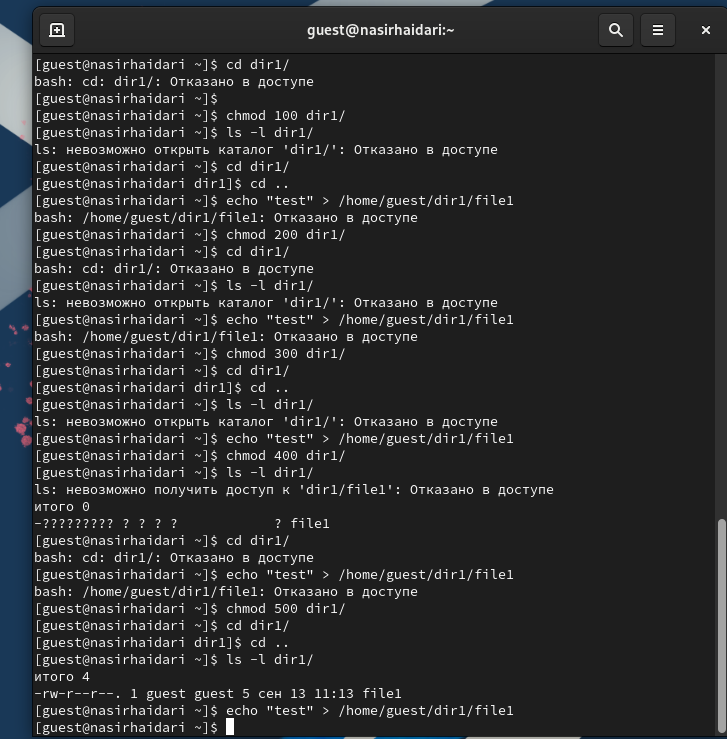 guest@nasirhaidari:~
[guest@nasirhaidari ~]$ cd dir1/
bash: cd: dir1/: Отказано в доступе
[guest@nasirhaidari ~]$
[guest@nasirhaidari ~]$ chmod 100 dir1/
[guest@nasirhaidari ~]$ ls -l dir1/
ls: невозможно открыть каталог 'dir1/': Отказано в доступе
[guest@nasirhaidari ~]$ cd dir1/
[guest@nasirhaidari dir1]$ cd ..
[guest@nasirhaidari ~]$ echo "test" > /home/guest/dir1/file1
bash: /home/guest/dir1/file1: Отказано в доступе
[guest@nasirhaidari ~]$ chmod 200 dir1/
[guest@nasirhaidari ~]$ cd dir1/
bash: cd: dir1/: Отказано в доступе
[guest@nasirhaidari ~]$ ls -l dir1/
ls: невозможно открыть каталог 'dir1/': Отказано в доступе
[guest@nasirhaidari ~]$ echo "test" > /home/guest/dir1/file1
bash: /home/guest/dir1/file1: Отказано в доступе
[guest@nasirhaidari ~]$ chmod 300 dir1/
[guest@nasirhaidari ~]$ cd dir1/
[guest@nasirhaidari dir1]$ cd ..
[guest@nasirhaidari ~]$ ls -l dir1/
ls: невозможно открыть каталог 'dir1/': Отказано в доступе
[guest@nasirhaidari ~]$ echo "test" > /home/guest/dir1/file1
[guest@nasirhaidari ~]$ chmod 400 dir1/
[guest@nasirhaidari ~]$ ls -l dir1/
ls: невозможно получить доступ к 'dir1/file1': Отказано в доступе
итого 0
-????????? ? ? ? ?            ? file1
[guest@nasirhaidari ~]$ cd dir1/
bash: cd: dir1/: Отказано в доступе
[guest@nasirhaidari ~]$ echo "test" > /home/guest/dir1/file1
bash: /home/guest/dir1/file1: Отказано в доступе
[guest@nasirhaidari ~]$ chmod 500 dir1/
[guest@nasirhaidari ~]$ cd dir1/
[guest@nasirhaidari dir1]$ cd ..
[guest@nasirhaidari ~]$ ls -l dir1/
итого 4
-rw-r--r--. 1 guest guest 5 сен 13 11:13 file1
[guest@nasirhaidari ~]$ echo "test" > /home/guest/dir1/file1
[guest@nasirhaidari ~]$